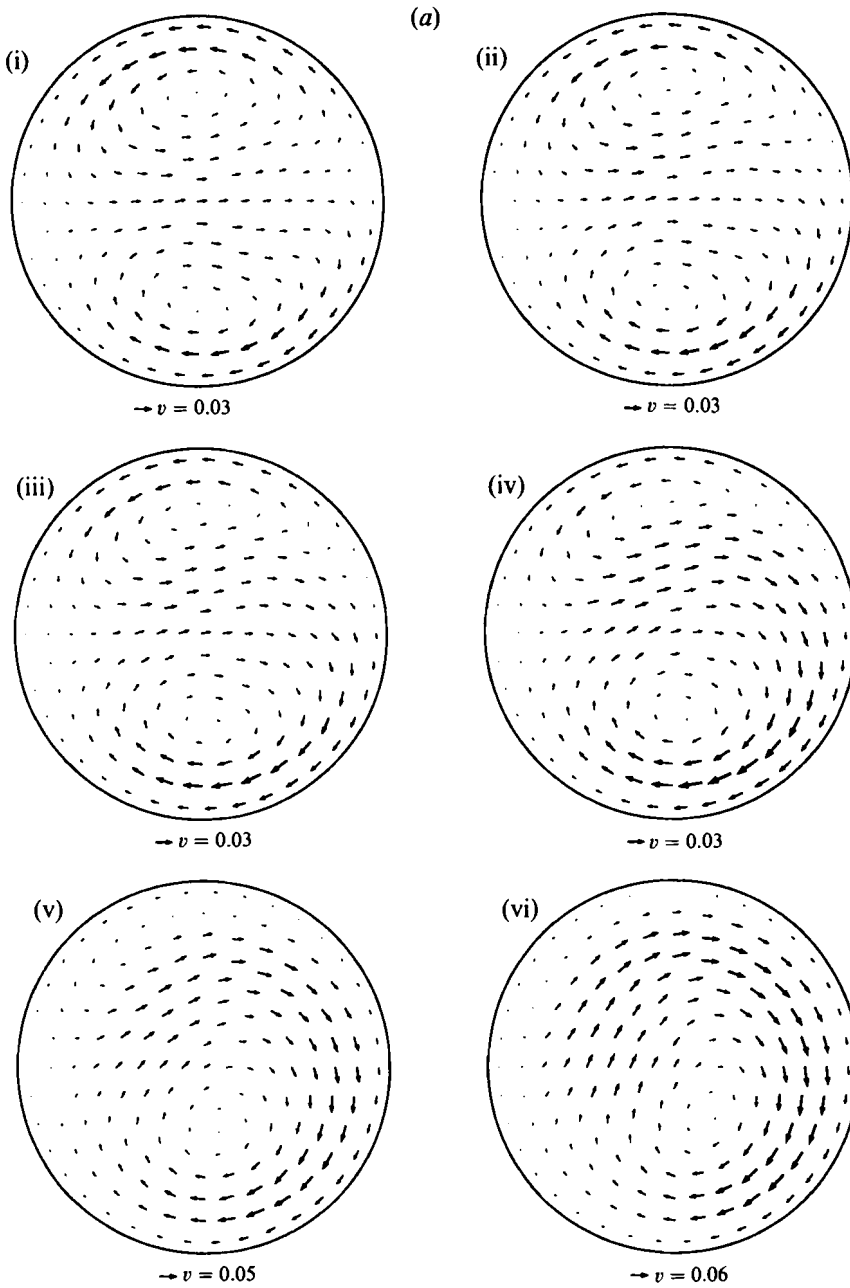 (a)
(i)
(ii)
v = 0.03
v = 0.03
(iii)
(iv)
v = 0.03
v = 0.03
(v)
(vi)
v = 0.05
v = 0.06